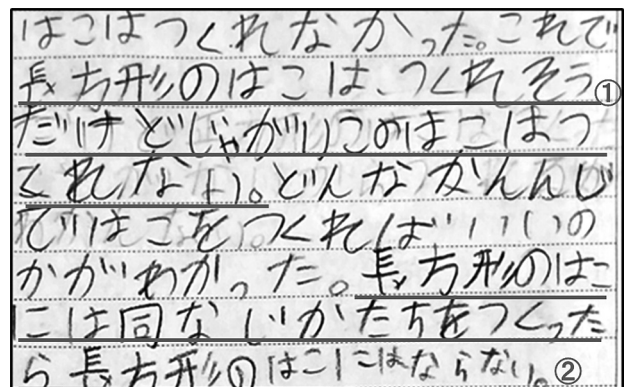 はこはつくれなかった。これで
長方形のはこは、つくれそう①
だけどじゃがりこのはこはつ
くれない。どんなかんんじ
ではこをつくれば いいの
かがわかった。長方形のはこ
には同なじいかたちをつくった
ら長方形のはこにはならない。②